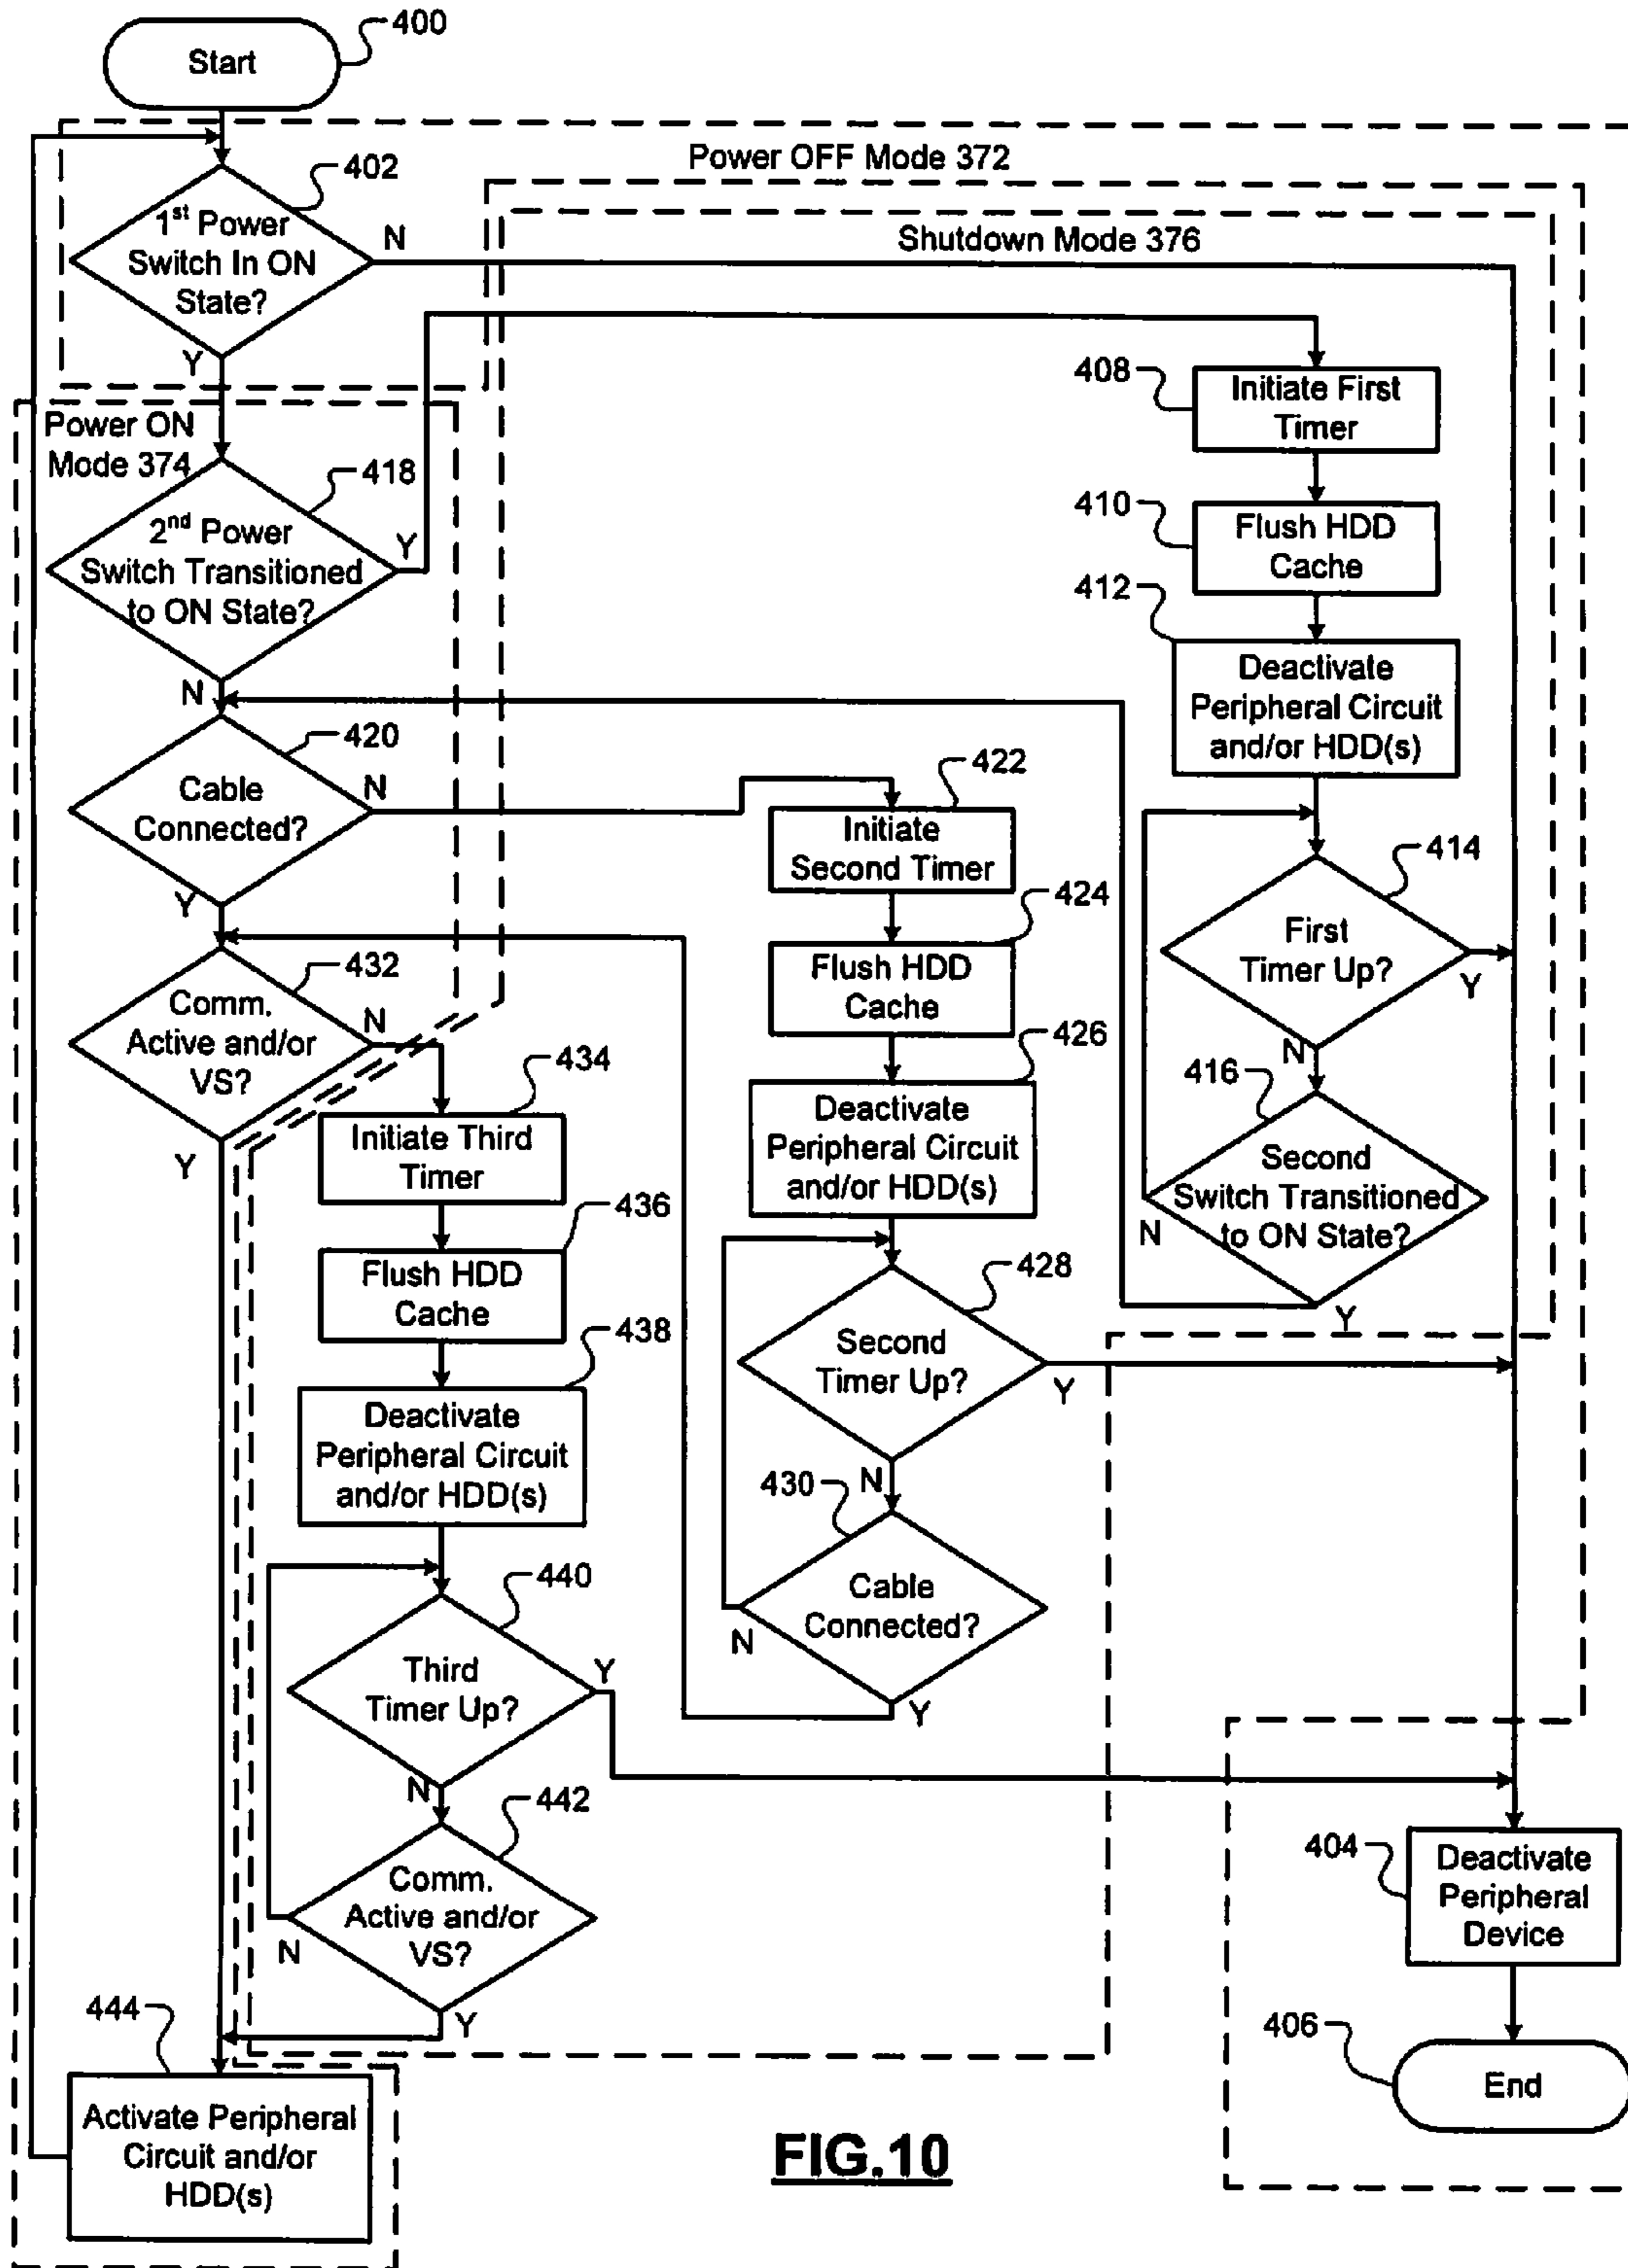 Start
400
Power OFF Mode 372
402
1st Power
Switch In ON
State?
N
Y
Shutdown Mode 376
Power ON
Mode 374
418
2nd Power
Switch Transitioned
to ON State?
Y
N
408
Initiate First
Timer
410
Flush HDD
Cache
412
Deactivate
Peripheral Circuit
and/or HDD(s)
414
First
Timer Up?
Y
N
416
Second
Switch Transitioned
to ON State?
N
Y
420
Cable
Connected?
N
Y
422
Initiate
Second Timer
424
Flush HDD
Cache
426
Deactivate
Peripheral Circuit
and/or HDD(s)
428
Second
Timer Up?
Y
N
430
Cable
Connected?
N
Y
432
Comm.
Active and/or
VS?
N
Y
434
Initiate Third
Timer
436
Flush HDD
Cache
438
Deactivate
Peripheral Circuit
and/or HDD(s)
440
Third
Timer Up?
Y
N
442
Comm.
Active and/or
VS?
N
Y
444
Activate Peripheral
Circuit and/or
HDD(s)
404
Deactivate
Peripheral
Device
406
End
FIG.10